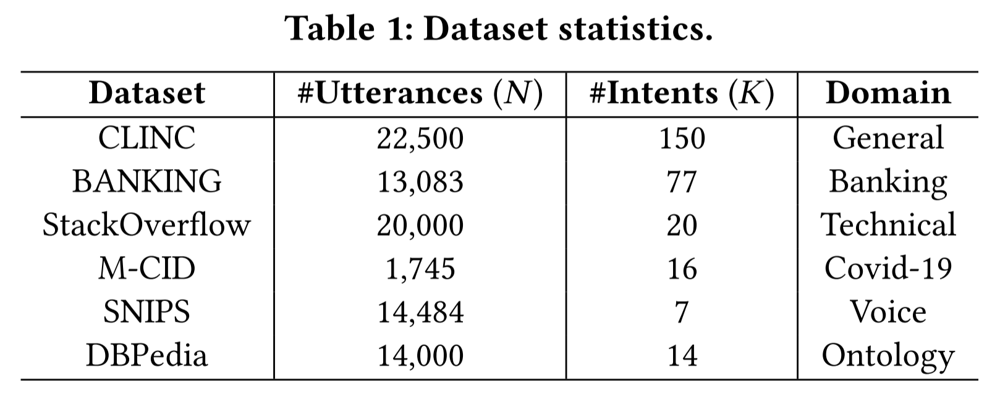 Table 1: Dataset statistics.
Dataset #Utterances (N) #Intents (K) Domain
CLINC 22,500 150 General
BANKING 13,083 77 Banking
StackOverflow 20,000 20 Technical
M-CID 1,745 16 Covid-19
SNIPS 14,484 7 Voice
DBPedia 14,000 14 Ontology